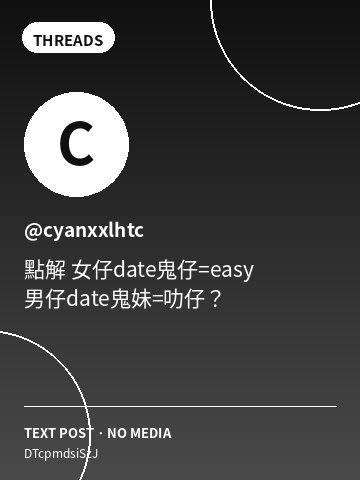 THREADS
C
@cyanxxlhtc
點解 女仔date鬼仔=easy
男仔date鬼妹=叻仔？
TEXT POST · NO MEDIA
DTcpmdsiSzJ